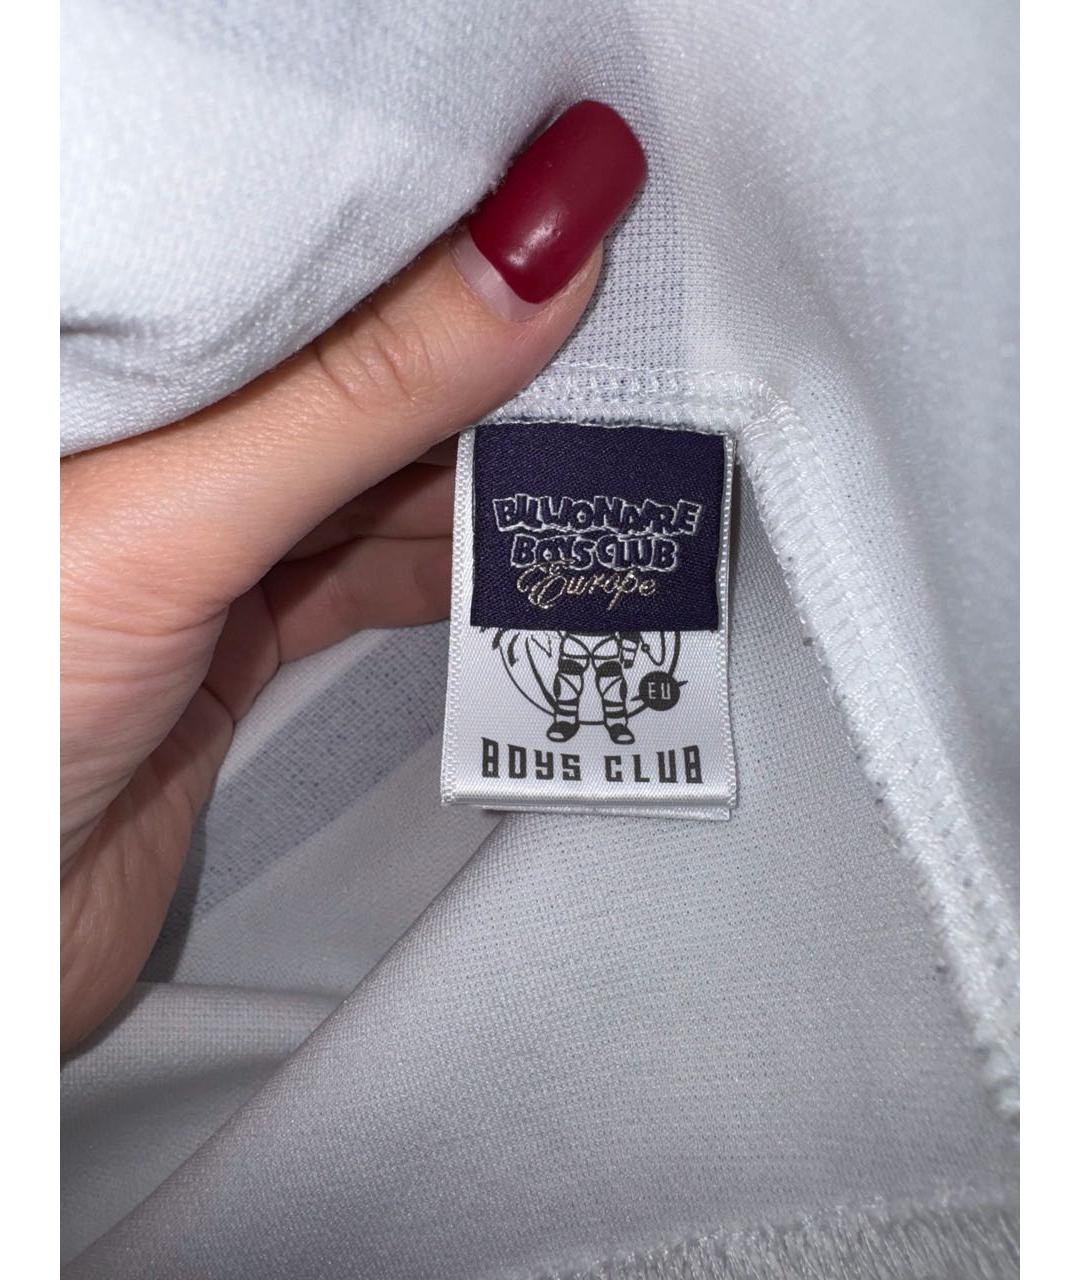 BILLIONAIRE
BOYS CLUB
Europe
EU
BOYS CLUB